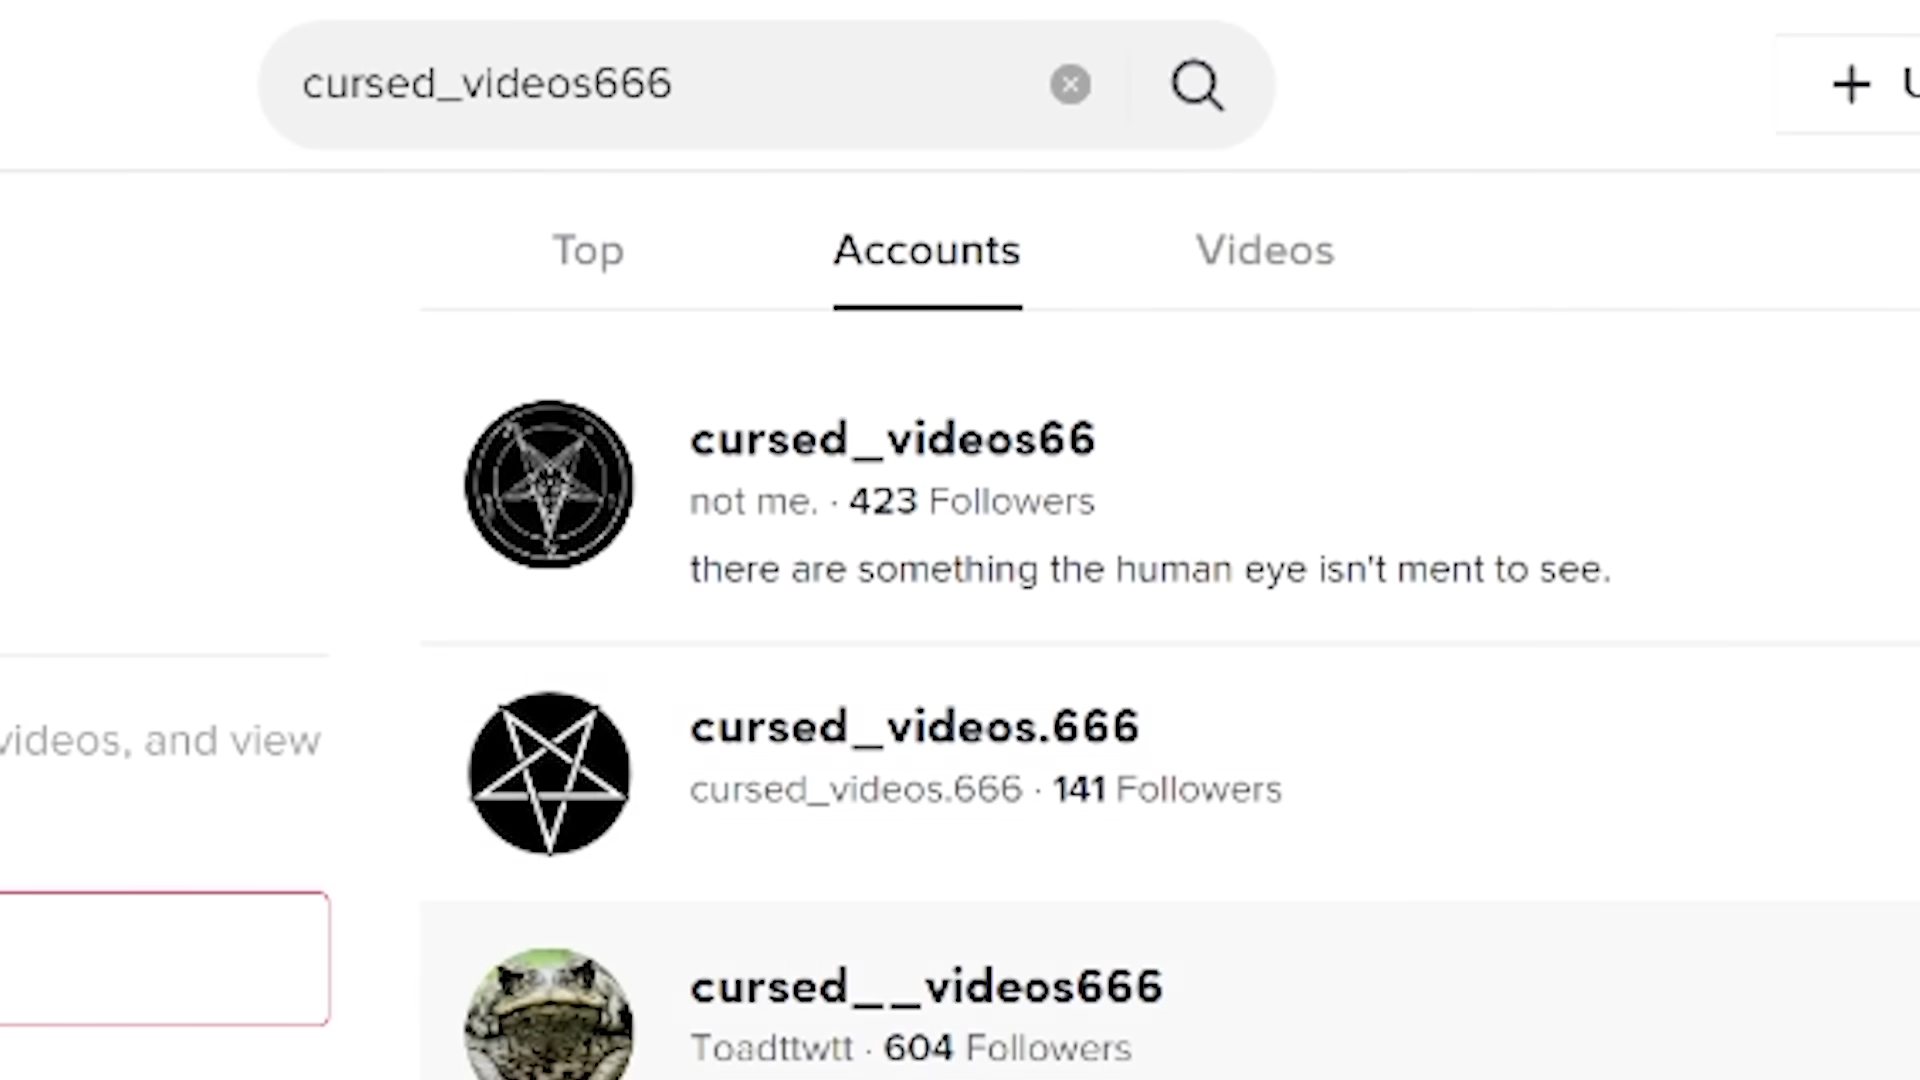 cursed_videos666
+ U
Top
Accounts
Videos
cursed_videos66
not me. · 423 Followers
there are something the human eye isn't ment to see.
cursed_videos.666
videos, and view
cursed_videos.666 · 141 Followers
cursed__videos666
Toadttwtt · 604 Followers